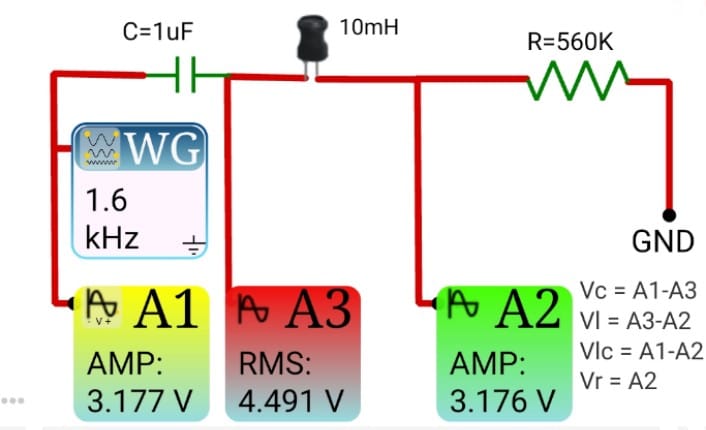 C=1uF
10mH
R=560K
WG
1.6
kHz
GND
- V+
A1
AMP:
3.177 V
A3
RMS:
4.491 V
A2
AMP:
3.176 V
Vc = A1-A3
Vl = A3-A2
Vlc = A1-A2
Vr = A2